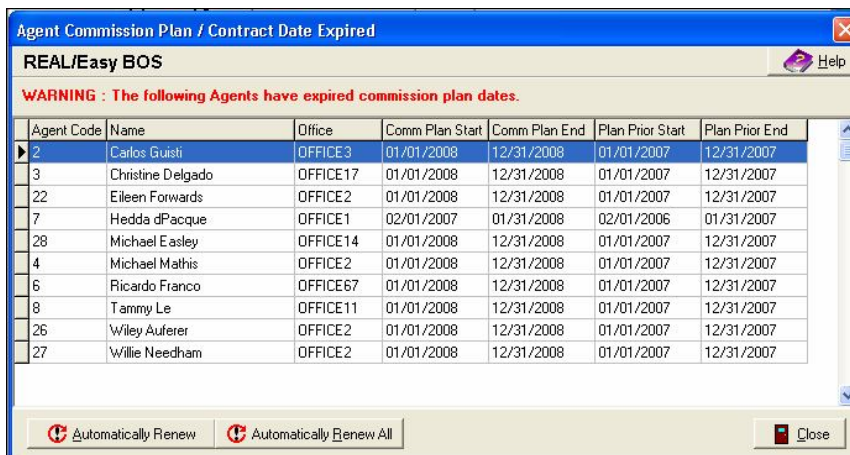 Agent Commission Plan / Contract Date Expired
REAL/Easy BOS Help
WARNING : The following Agents have expired commission plan dates.
Agent Code Name Office Comm Plan Start Comm Plan End Plan Prior Start Plan Prior End
2 Carlos Guisti OFFICE3 01/01/2008 12/31/2008 01/01/2007 12/31/2007
3 Christine Delgado OFFICE17 01/01/2008 12/31/2008 01/01/2007 12/31/2007
22 Eileen Forwards OFFICE2 01/01/2008 12/31/2008 01/01/2007 12/31/2007
7 Hedda dPacque OFFICE1 02/01/2007 01/31/2008 02/01/2006 01/31/2007
28 Michael Easley OFFICE14 01/01/2008 12/31/2008 01/01/2007 12/31/2007
4 Michael Mathis OFFICE2 01/01/2008 12/31/2008 01/01/2007 12/31/2007
6 Ricardo Franco OFFICE67 01/01/2008 12/31/2008 01/01/2007 12/31/2007
8 Tammy Le OFFICE11 01/01/2008 12/31/2008 01/01/2007 12/31/2007
26 Wiley Auferer OFFICE2 01/01/2008 12/31/2008 01/01/2007 12/31/2007
27 Willie Needham OFFICE2 01/01/2008 12/31/2008 01/01/2007 12/31/2007
Automatically Renew Automatically Renew All Close